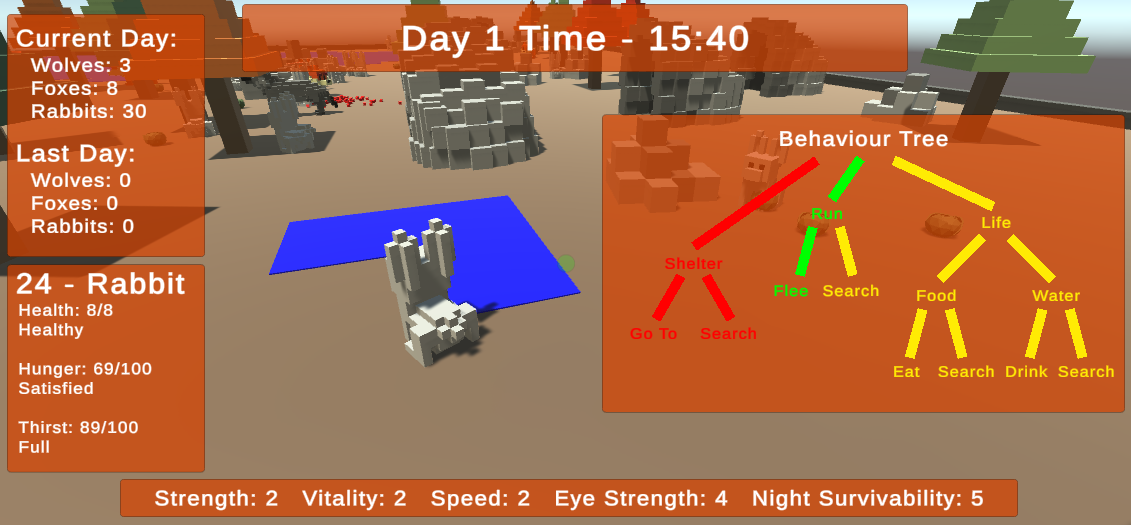 Current Day:
Wolves: 3
Foxes: 8
Rabbits: 30
Last Day:
Wolves: 0
Foxes: 0
Rabbits: 0
Day 1 Time - 15:40
24 - Rabbit
Health: 8/8
Healthy
Hunger: 69/100
Satisfied
Thirst: 89/100
Full
Behaviour Tree
Run
Life
Shelter
Flee Search
Food Water
Go To Search
Eat Search Drink Search
Strength: 2 Vitality: 2 Speed: 2 Eye Strength: 4 Night Survivability: 5